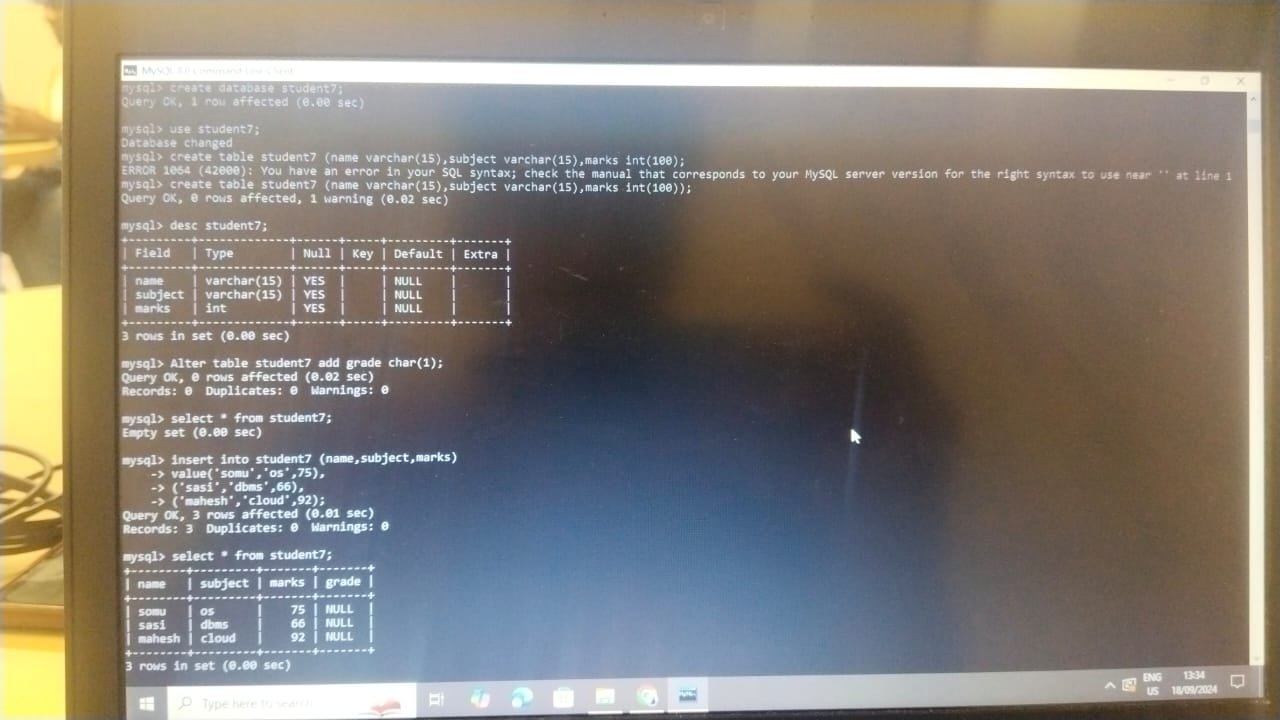 MySQL 8.0 Command Line Client
mysql> create database student7;
Query OK, 1 row affected (0.00 sec)
mysql> use student7;
Database changed
mysql> create table student7 (name varchar(15),subject varchar(15),marks int(100);
ERROR 1064 (42000): You have an error in your SQL syntax; check the manual that corresponds to your MySQL server version for the right syntax to use near '' at line 1
mysql> create table student7 (name varchar(15),subject varchar(15),marks int(100));
Query OK, 0 rows affected, 1 warning (0.02 sec)
mysql> desc student7;
+---------+-------------+------+-----+---------+-------+
| Field   | Type        | Null | Key | Default | Extra |
+---------+-------------+------+-----+---------+-------+
| name    | varchar(15) | YES  |     | NULL    |       |
| subject | varchar(15) | YES  |     | NULL    |       |
| marks   | int         | YES  |     | NULL    |       |
+---------+-------------+------+-----+---------+-------+
3 rows in set (0.00 sec)
mysql> Alter table student7 add grade char(1);
Query OK, 0 rows affected (0.02 sec)
Records: 0  Duplicates: 0  Warnings: 0
mysql> select * from student7;
Empty set (0.00 sec)
mysql> insert into student7 (name,subject,marks)
    -> value('somu','os',75),
    -> ('sasi','dbms',66),
    -> ('mahesh','cloud',92);
Query OK, 3 rows affected (0.01 sec)
Records: 3  Duplicates: 0  Warnings: 0
mysql> select * from student7;
+--------+---------+-------+-------+
| name   | subject | marks | grade |
+--------+---------+-------+-------+
| somu   | os      |    75 | NULL  |
| sasi   | dbms    |    66 | NULL  |
| mahesh | cloud   |    92 | NULL  |
+--------+---------+-------+-------+
3 rows in set (0.00 sec)
Type here to search
ENG
US
13:34
18/09/2024